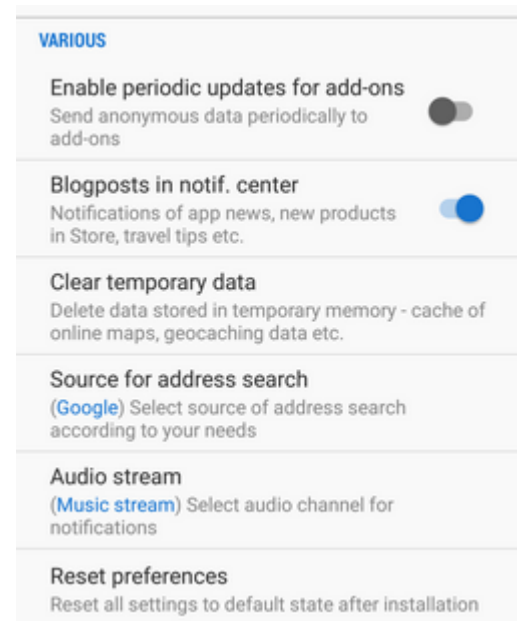 VARIOUS
Enable periodic updates for add-ons
Send anonymous data periodically to
add-ons
Blogposts in notif. center
Notifications of app news, new products
in Store, travel tips etc.
Clear temporary data
Delete data stored in temporary memory - cache of
online maps, geocaching data etc.
Source for address search
(Google) Select source of address search
according to your needs
Audio stream
(Music stream) Select audio channel for
notifications
Reset preferences
Reset all settings to default state after installation